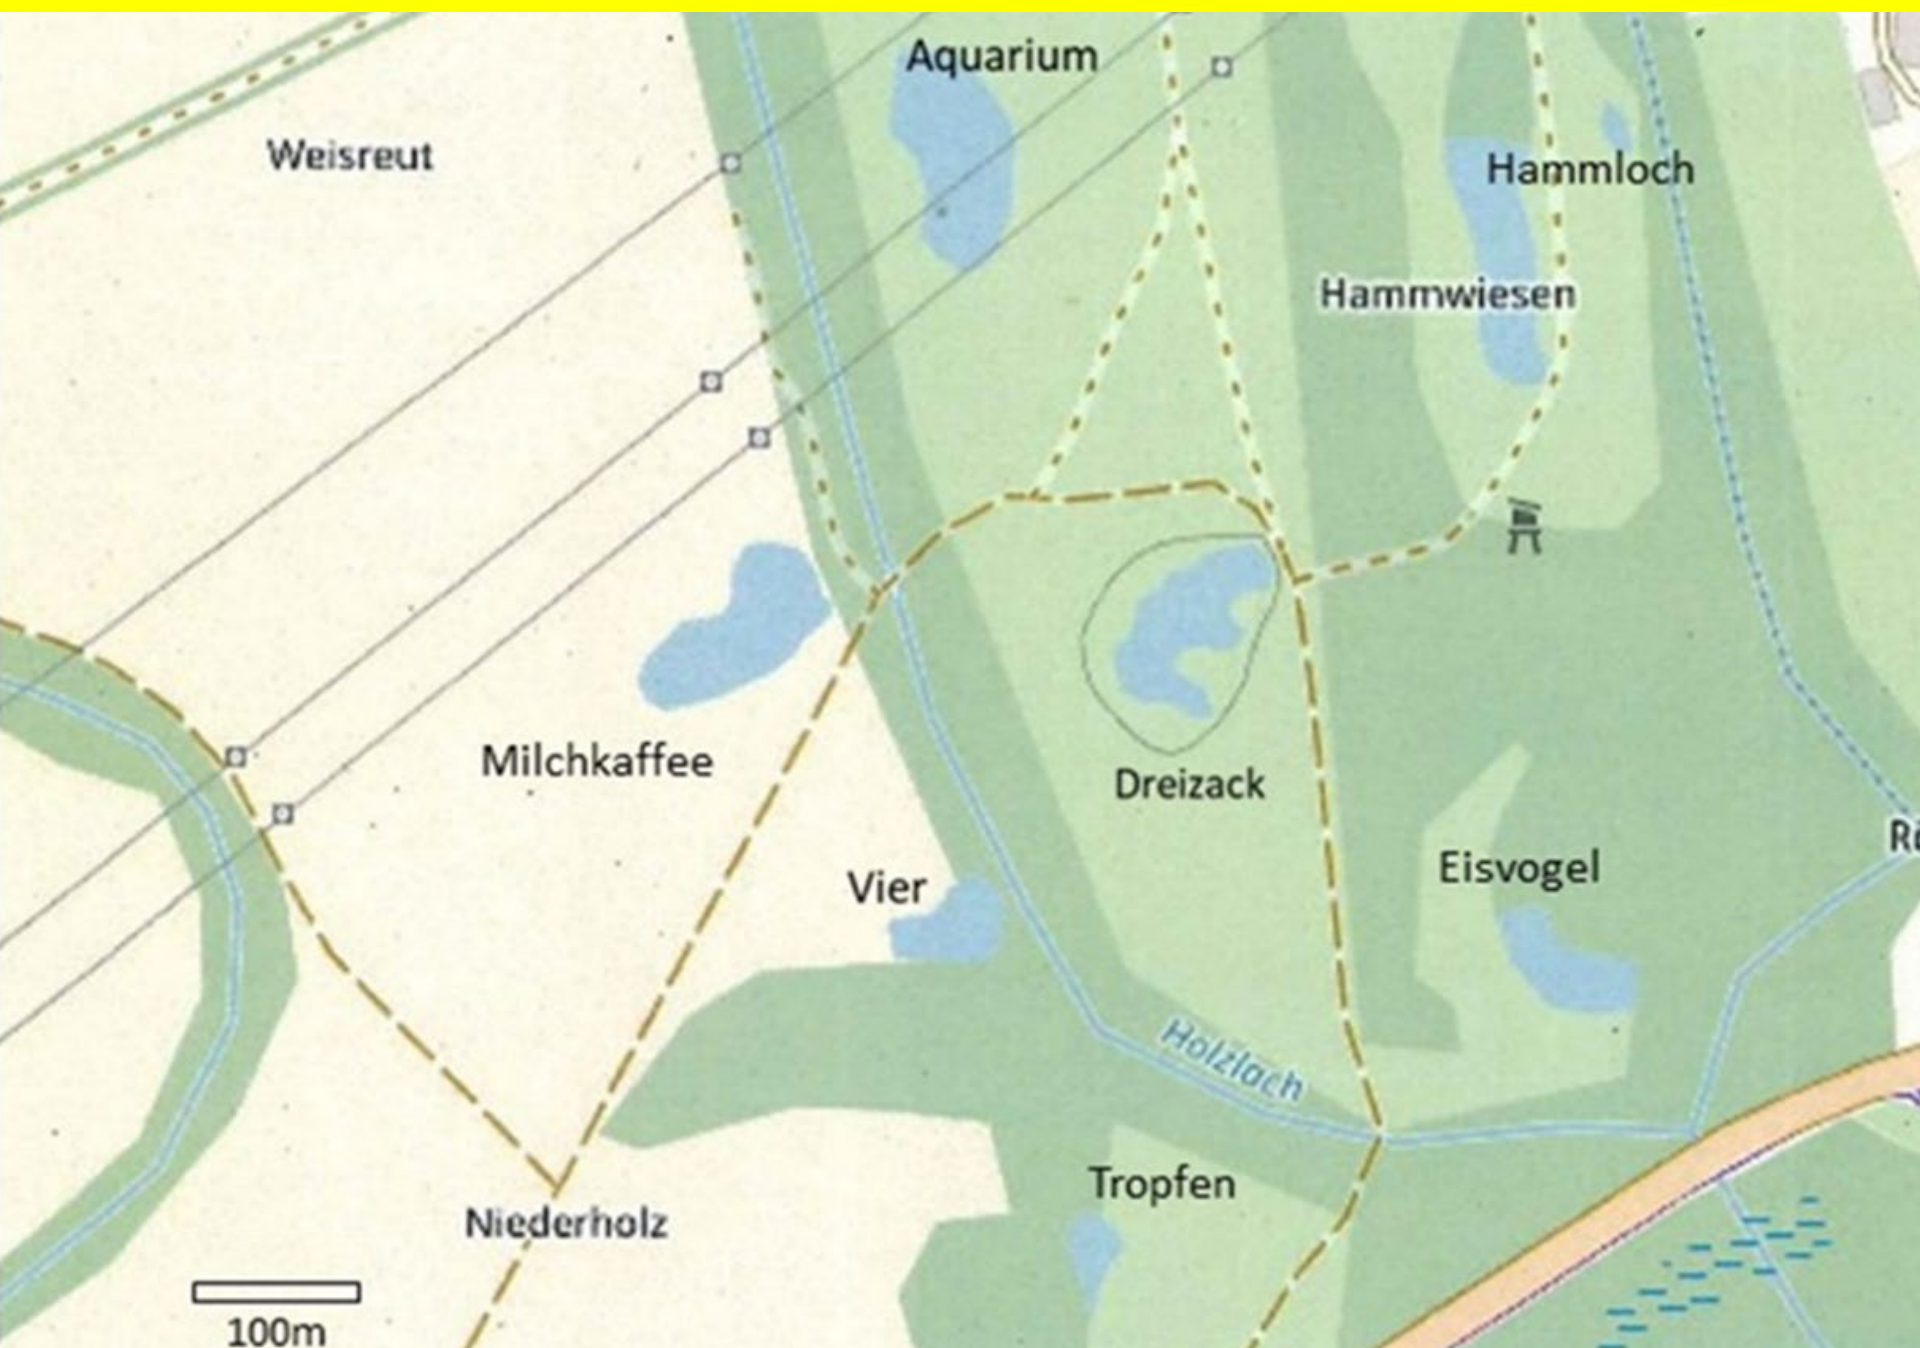 Aquarium
Weisreut
Hammloch
Hammwiesen
Milchkaffee
Dreizack
Vier
Eisvogel
Holzlach
Tropfen
Niederholz
100m